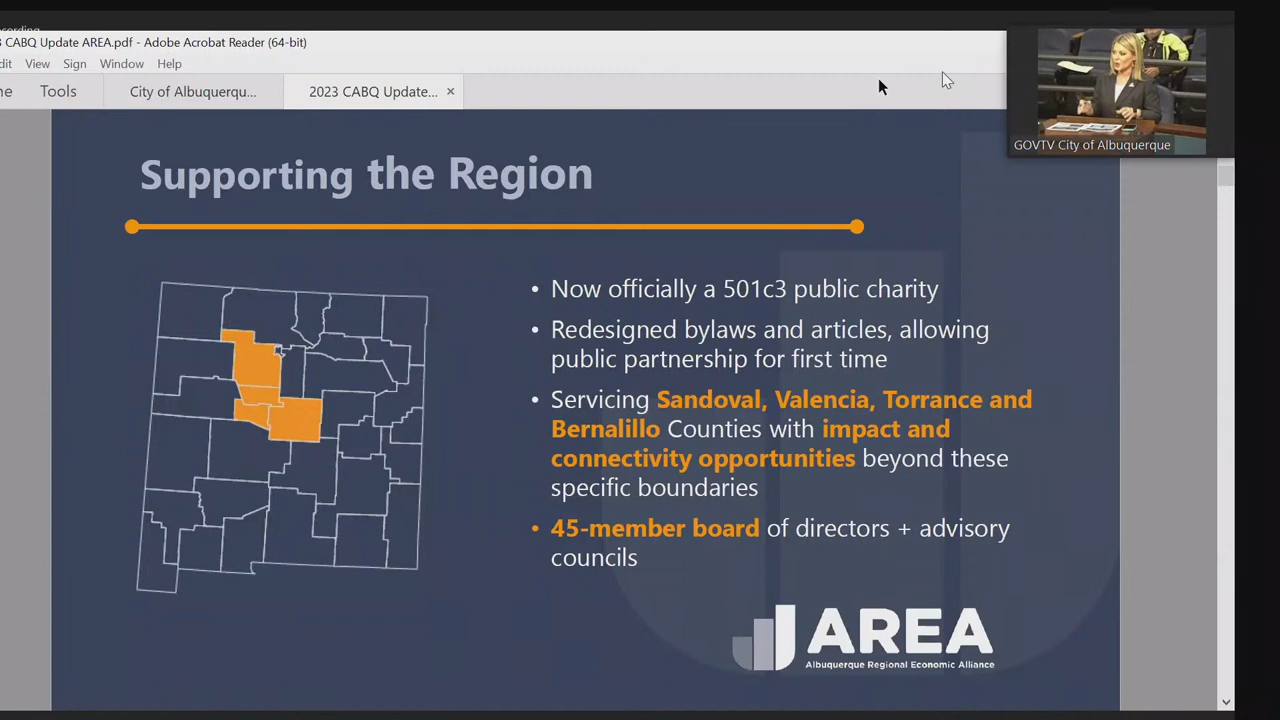 3 CABQ Update AREA.pdf - Adobe Acrobat Reader (64-bit)
View Sign Window Help
Tools City of Albuquerqu... 2023 CABQ Update... ×
GOVTV City of Albuquerque
Supporting the Region
• Now officially a 501c3 public charity
• Redesigned bylaws and articles, allowing
public partnership for first time
• Servicing Sandoval, Valencia, Torrance and
Bernalillo Counties with impact and
connectivity opportunities beyond these
specific boundaries
• 45-member board of directors + advisory
councils
AREA
Albuquerque Regional Economic Alliance